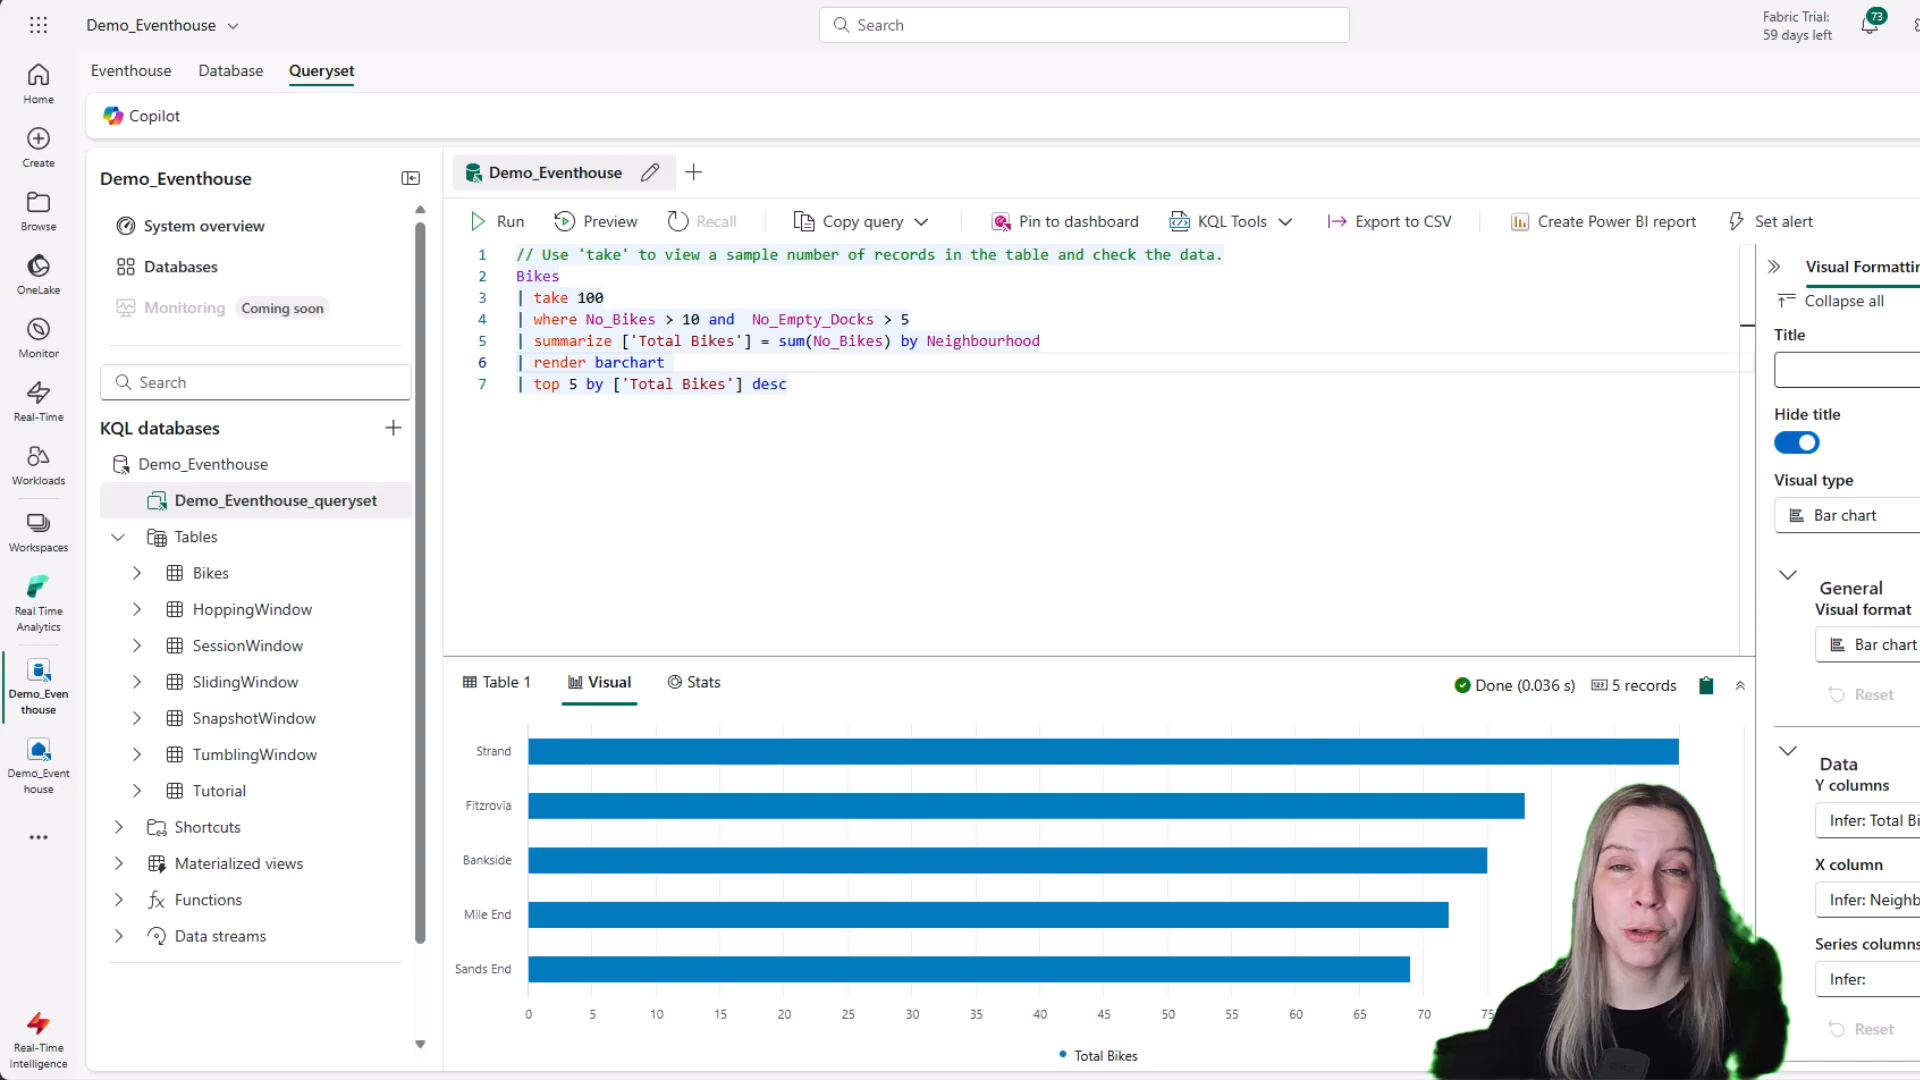 Demo_Eventhouse
Search
Fabric Trial:
59 days left
73
Home
Create
Browse
OneLake
Monitor
Real-Time
Workloads
Workspaces
Real Time
Analytics
Demo_Even
thouse
Demo_Event
house
Real-Time
Intelligence
Eventhouse
Database
Queryset
Copilot
Demo_Eventhouse
System overview
Databases
Monitoring
Coming soon
Search
KQL databases
Demo_Eventhouse
Demo_Eventhouse_queryset
Tables
Bikes
HoppingWindow
SessionWindow
SlidingWindow
SnapshotWindow
TumblingWindow
Tutorial
Shortcuts
Materialized views
Functions
Data streams
Demo_Eventhouse
Run
Preview
Recall
Copy query
Pin to dashboard
KQL Tools
Export to CSV
Create Power BI report
Set alert
1 // Use 'take' to view a sample number of records in the table and check the data.
2 Bikes
3 | take 100
4 | where No_Bikes > 10 and  No_Empty_Docks > 5
5 | summarize ['Total Bikes'] = sum(No_Bikes) by Neighbourhood
6 | render barchart
7 | top 5 by ['Total Bikes'] desc
Table 1
Visual
Stats
Done (0.036 s)
5 records
Strand
Fitzrovia
Bankside
Mile End
Sands End
0 5 10 15 20 25 30 35 40 45 50 55 60 65 70 75
Total Bikes
Visual Formattin
Collapse all
Title
Hide title
Visual type
Bar chart
General
Visual format
Bar chart
Reset
Data
Y columns
Infer: Total Bi
X column
Infer: Neighb
Series columns
Infer:
Reset